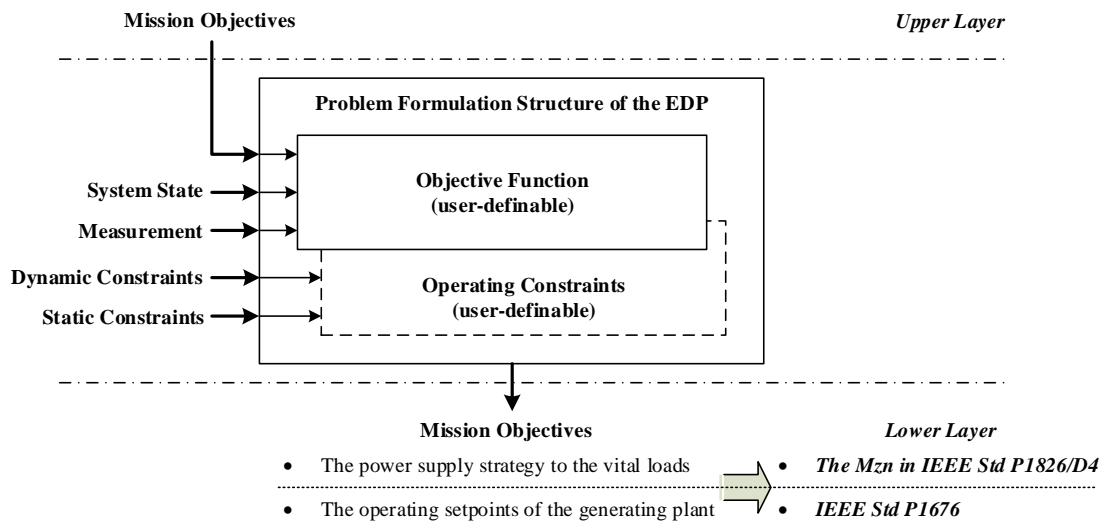 Mission Objectives
Upper Layer
Problem Formulation Structure of the EDP
Objective Function
(user-definable)
System State
Measurement
Dynamic Constraints
Static Constraints
Operating Constraints
(user-definable)
Mission Objectives
Lower Layer
• The power supply strategy to the vital loads
• The Mzn in IEEE Std P1826/D4
• The operating setpoints of the generating plant
• IEEE Std P1676